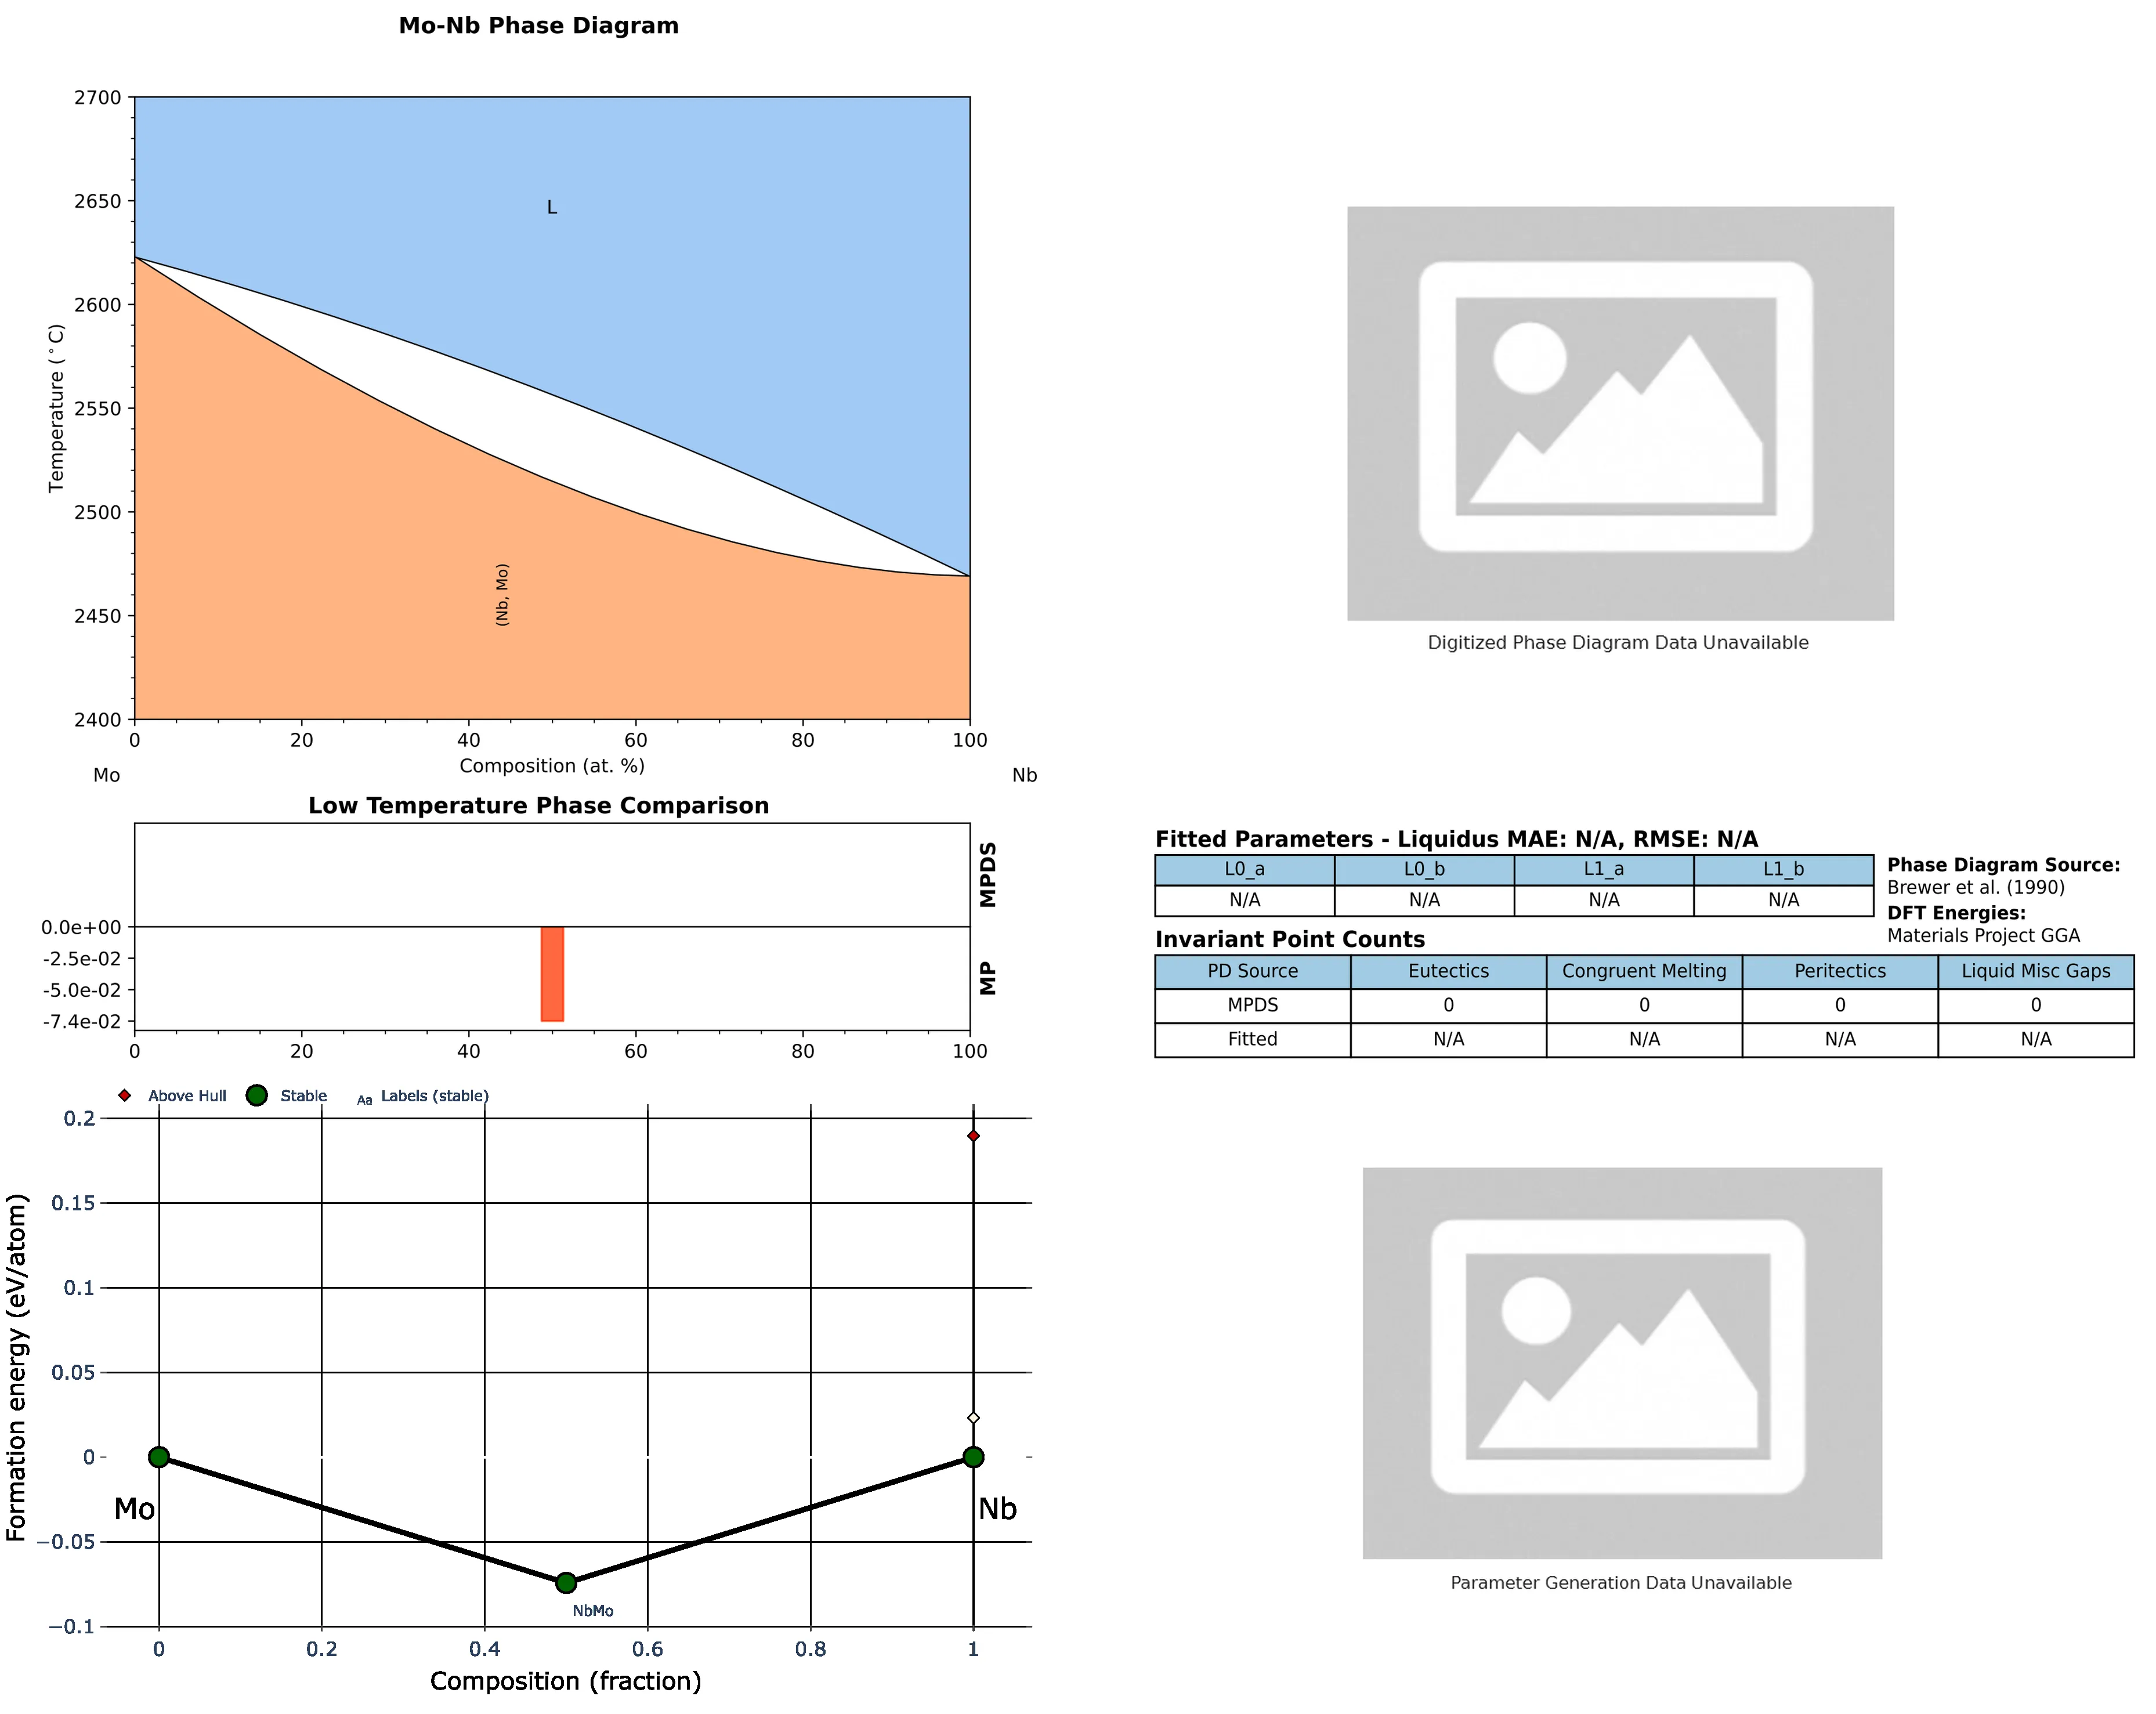 Mo-Nb Phase Diagram
2700
2650
2600
2550
2500
2450
2400
Temperature (°C)
L
(Nb, Mo)
0 20 40 60 80 100
Composition (at. %)
Mo Nb
Digitized Phase Diagram Data Unavailable
Low Temperature Phase Comparison
MPDS
MP
0.0e+00
-2.5e-02
-5.0e-02
-7.4e-02
0 20 40 60 80 100
Fitted Parameters - Liquidus MAE: N/A, RMSE: N/A
L0_a L0_b L1_a L1_b
N/A N/A N/A N/A
Phase Diagram Source:
Brewer et al. (1990)
DFT Energies:
Materials Project GGA
Invariant Point Counts
PD Source Eutectics Congruent Melting Peritectics Liquid Misc Gaps
MPDS 0 0 0 0
Fitted N/A N/A N/A N/A
Above Hull Stable Aa Labels (stable)
0.2
0.15
0.1
0.05
0
−0.05
−0.1
Formation energy (eV/atom)
Mo
Nb
NbMo
0 0.2 0.4 0.6 0.8 1
Composition (fraction)
Parameter Generation Data Unavailable